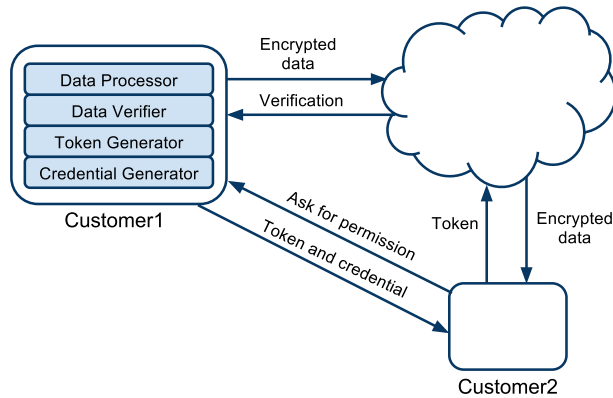 Encrypted
data
Data Processor
Data Verifier
Verification
Token Generator
Credential Generator
Customer1
Ask for permission
Token and credential
Token
Encrypted
data
Customer2